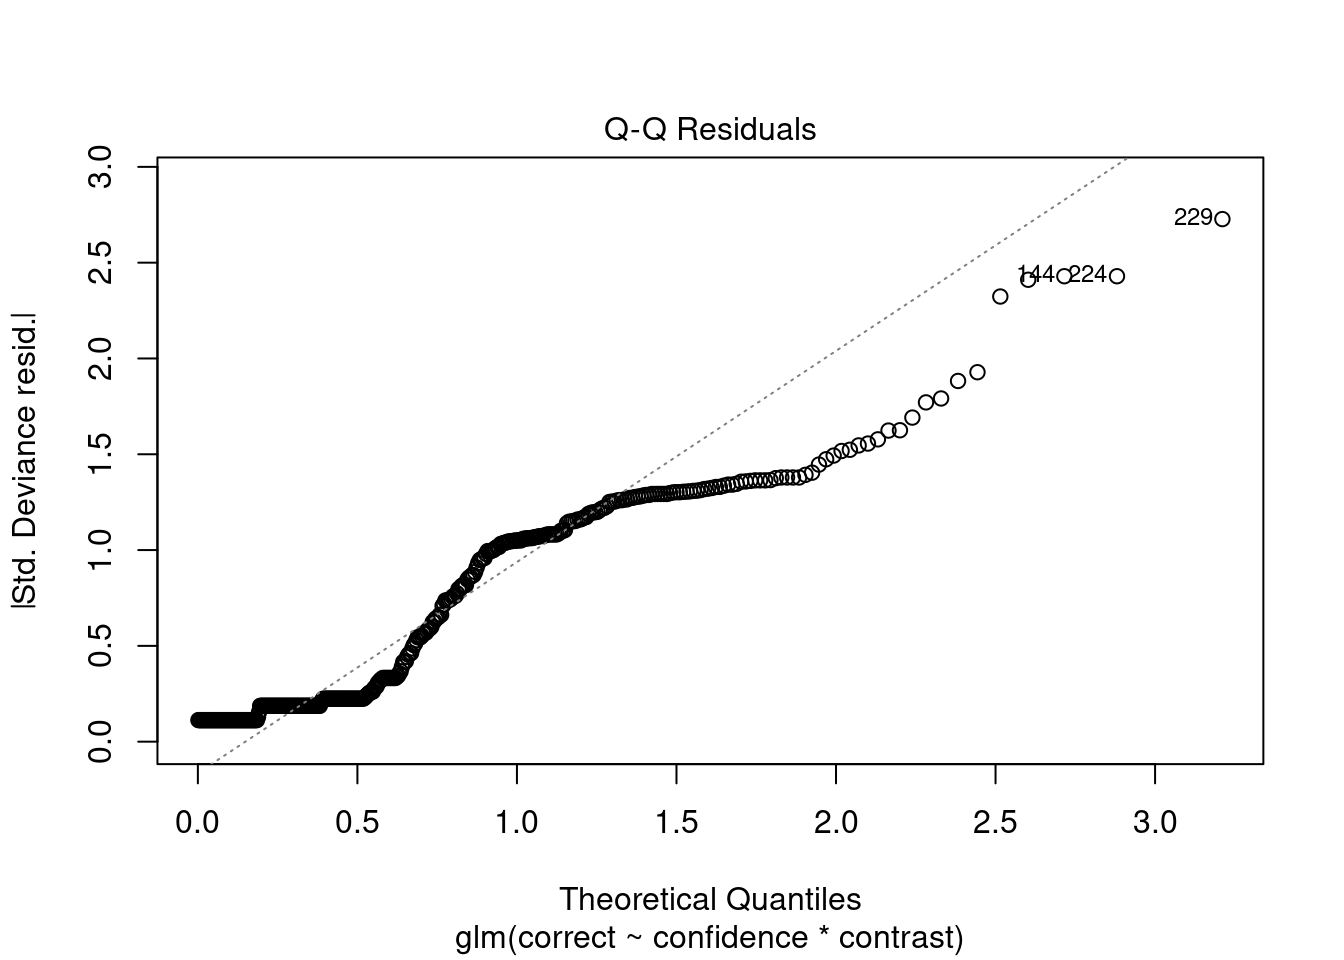 Q-Q Residuals
3.0
2.5
2.0
1.5
1.0
0.5
0.0
|Std. Deviance resid.|
229
144 224
0.0 0.5 1.0 1.5 2.0 2.5 3.0
Theoretical Quantiles
glm(correct ~ confidence * contrast)